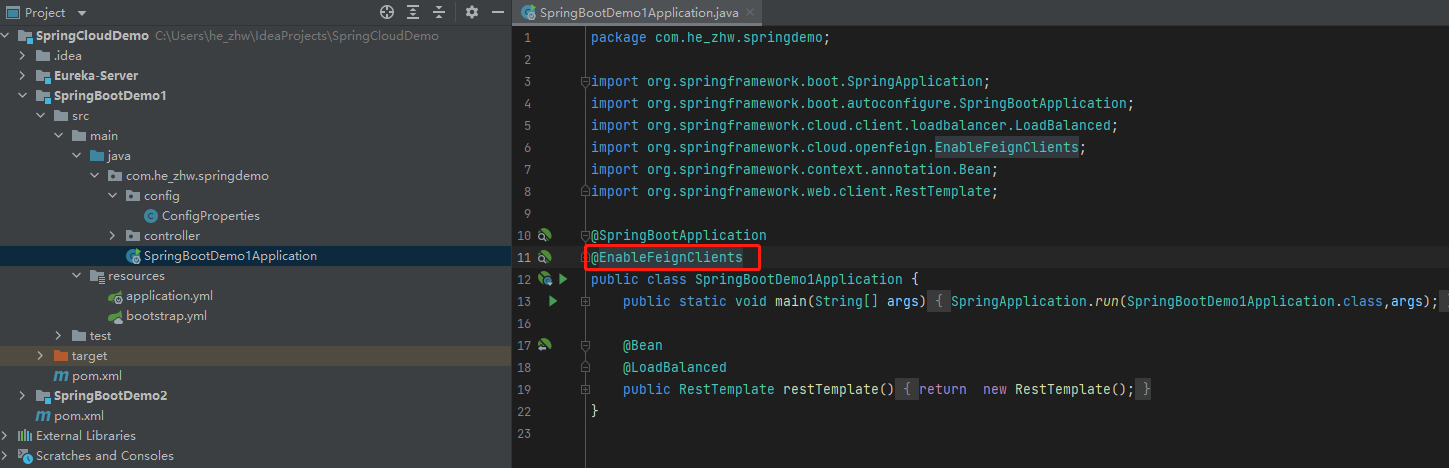 Project
SpringCloudDemo C:\Users\he_zhw\IdeaProjects\SpringCloudDemo
.idea
Eureka-Server
SpringBootDemo1
src
main
java
com.he_zhw.springdemo
config
ConfigProperties
controller
SpringBootDemo1Application
resources
application.yml
bootstrap.yml
test
target
pom.xml
SpringBootDemo2
pom.xml
External Libraries
Scratches and Consoles
SpringBootDemo1Application.java
1 package com.he_zhw.springdemo;
2
3 import org.springframework.boot.SpringApplication;
4 import org.springframework.boot.autoconfigure.SpringBootApplication;
5 import org.springframework.cloud.client.loadbalancer.LoadBalanced;
6 import org.springframework.cloud.openfeign.EnableFeignClients;
7 import org.springframework.context.annotation.Bean;
8 import org.springframework.web.client.RestTemplate;
9
10 @SpringBootApplication
11 @EnableFeignClients
12 public class SpringBootDemo1Application {
13 public static void main(String[] args) { SpringApplication.run(SpringBootDemo1Application.class,args);
16
17 @Bean
18 @LoadBalanced
19 public RestTemplate restTemplate() { return new RestTemplate(); }
22 }
23